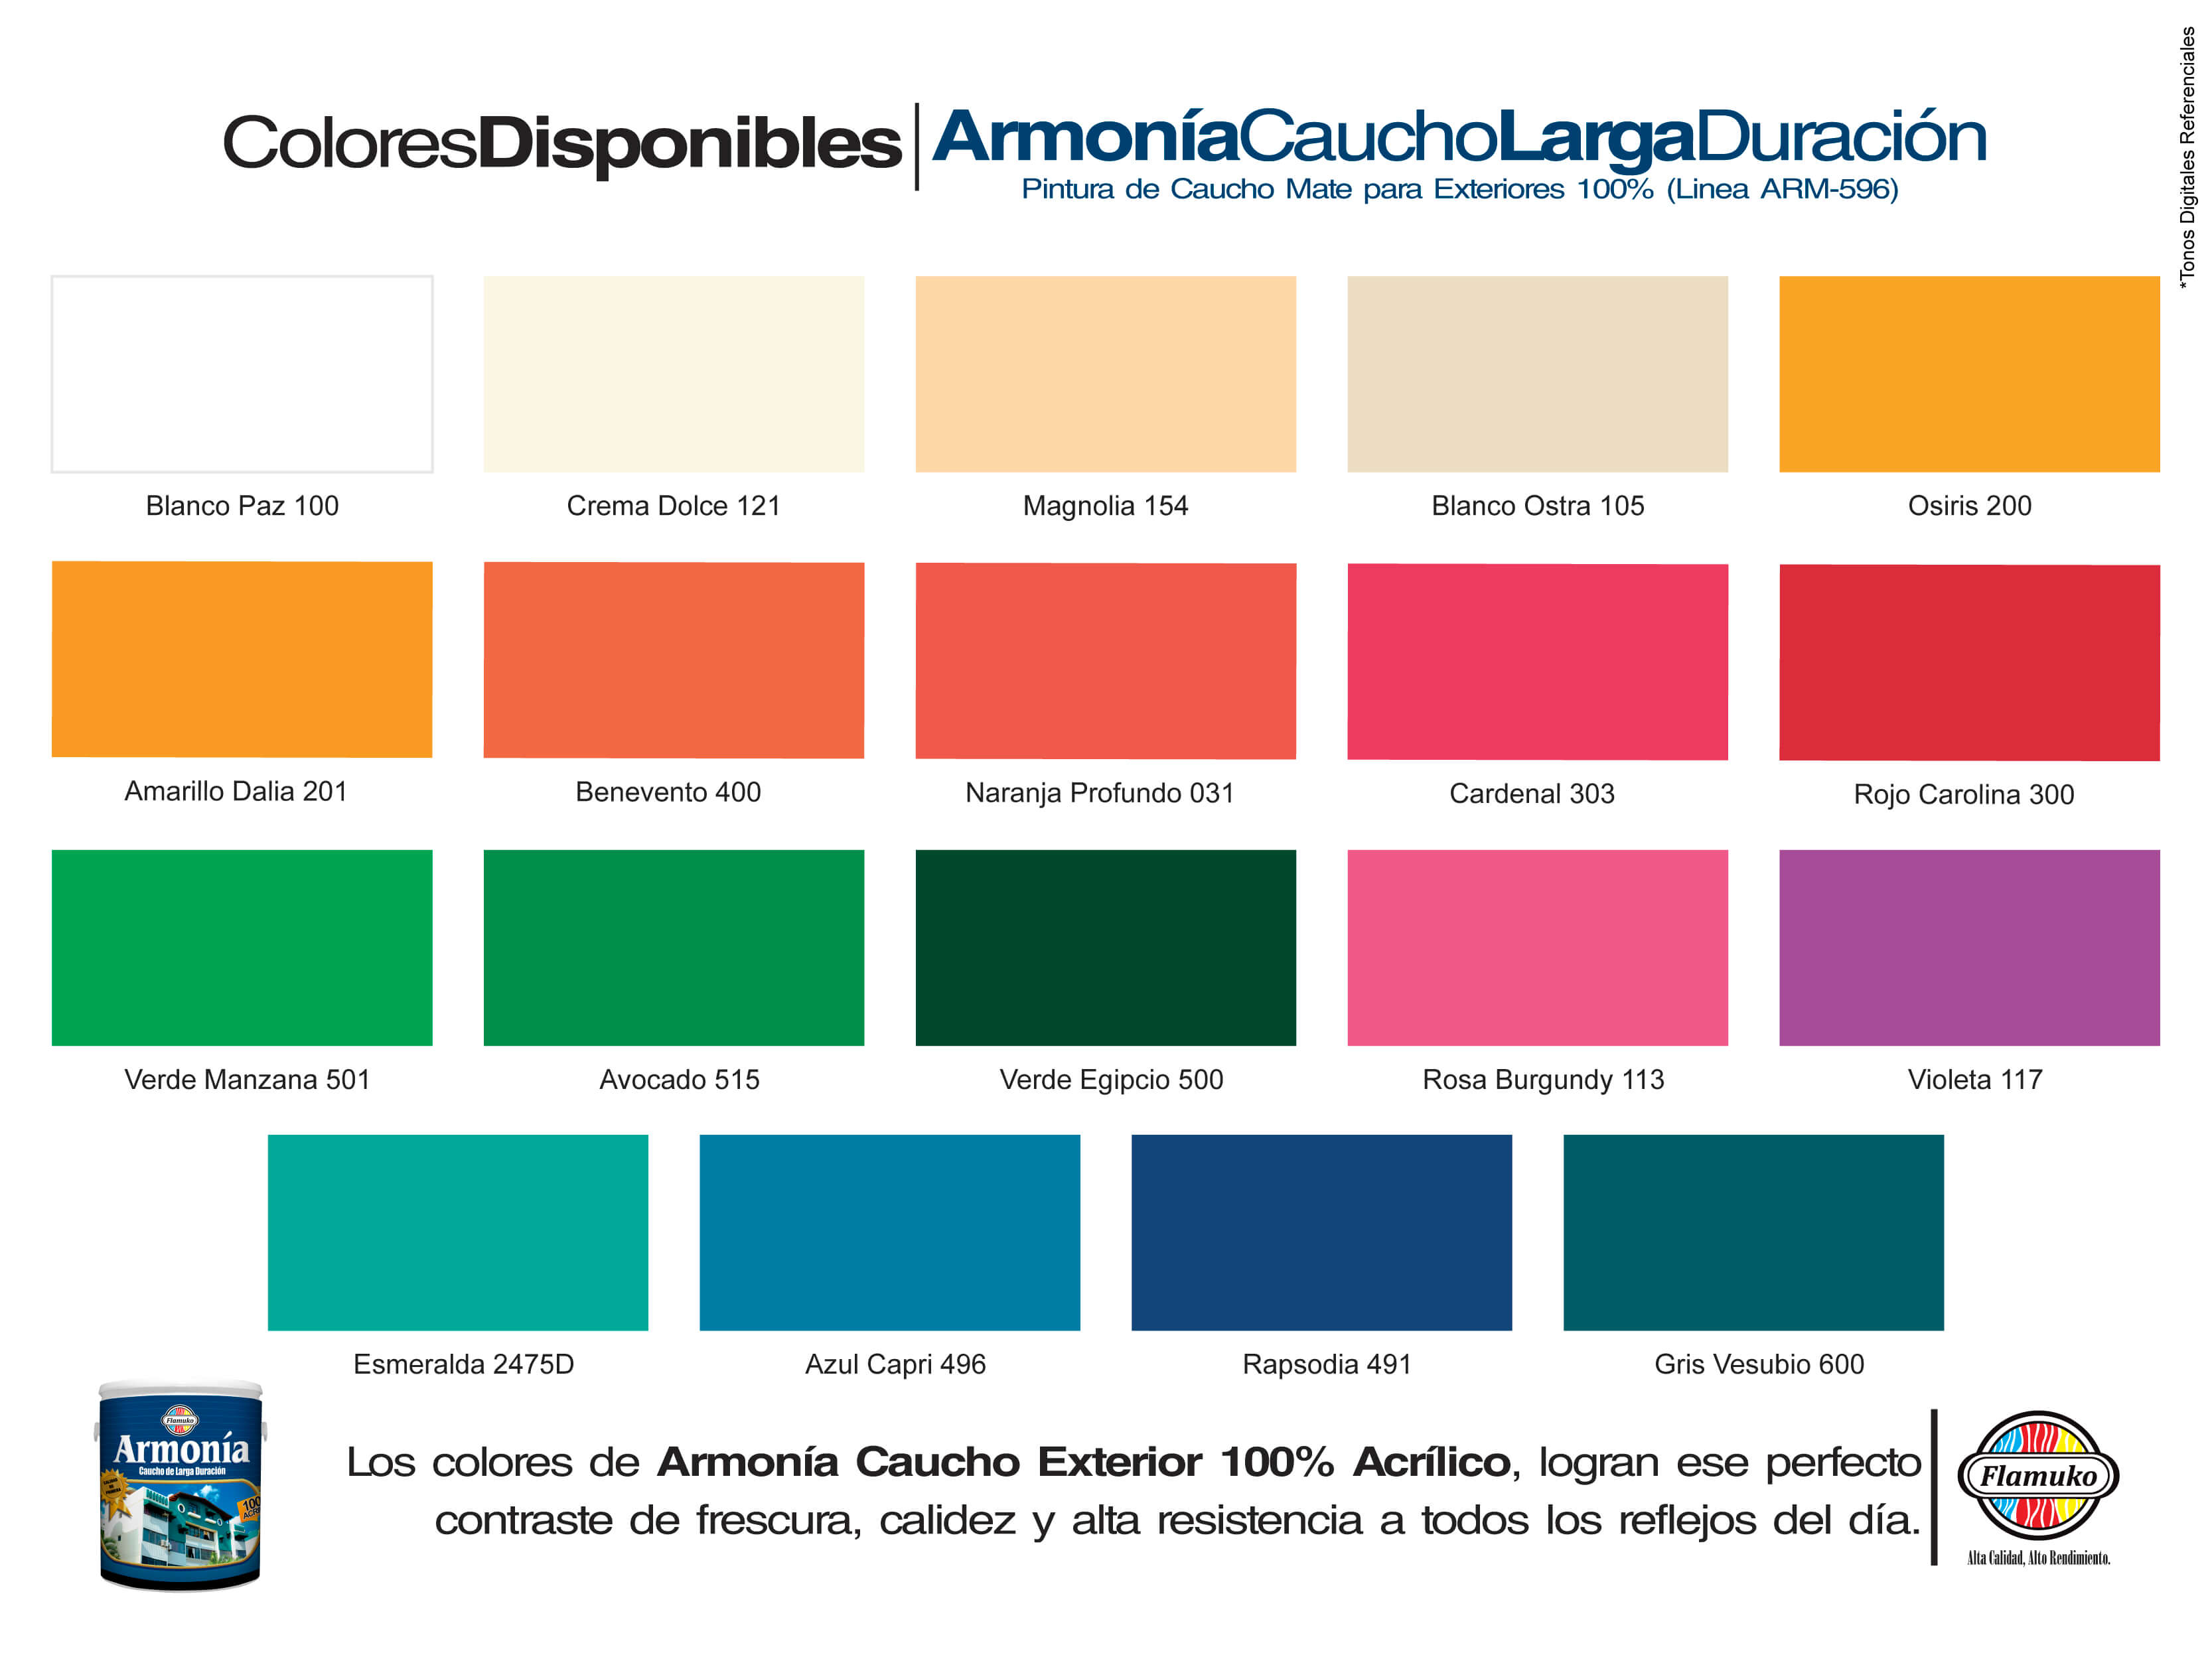 *Tonos Digitales Referenciales
ColoresDisponibles
ArmoníaCauchoLargaDuración
Pintura de Caucho Mate para Exteriores 100% (Linea ARM-596)
Blanco Paz 100
Crema Dolce 121
Magnolia 154
Blanco Ostra 105
Osiris 200
Amarillo Dalia 201
Benevento 400
Naranja Profundo 031
Cardenal 303
Rojo Carolina 300
Verde Manzana 501
Avocado 515
Verde Egipcio 500
Rosa Burgundy 113
Violeta 117
Esmeralda 2475D
Azul Capri 496
Rapsodia 491
Gris Vesubio 600
Flamuko
Armonía
Caucho de Larga Duración
100
Los colores de Armonía Caucho Exterior 100% Acrílico, logran ese perfecto
contraste de frescura, calidez y alta resistencia a todos los reflejos del día.
Flamuko
Alta Calidad, Alto Rendimiento.